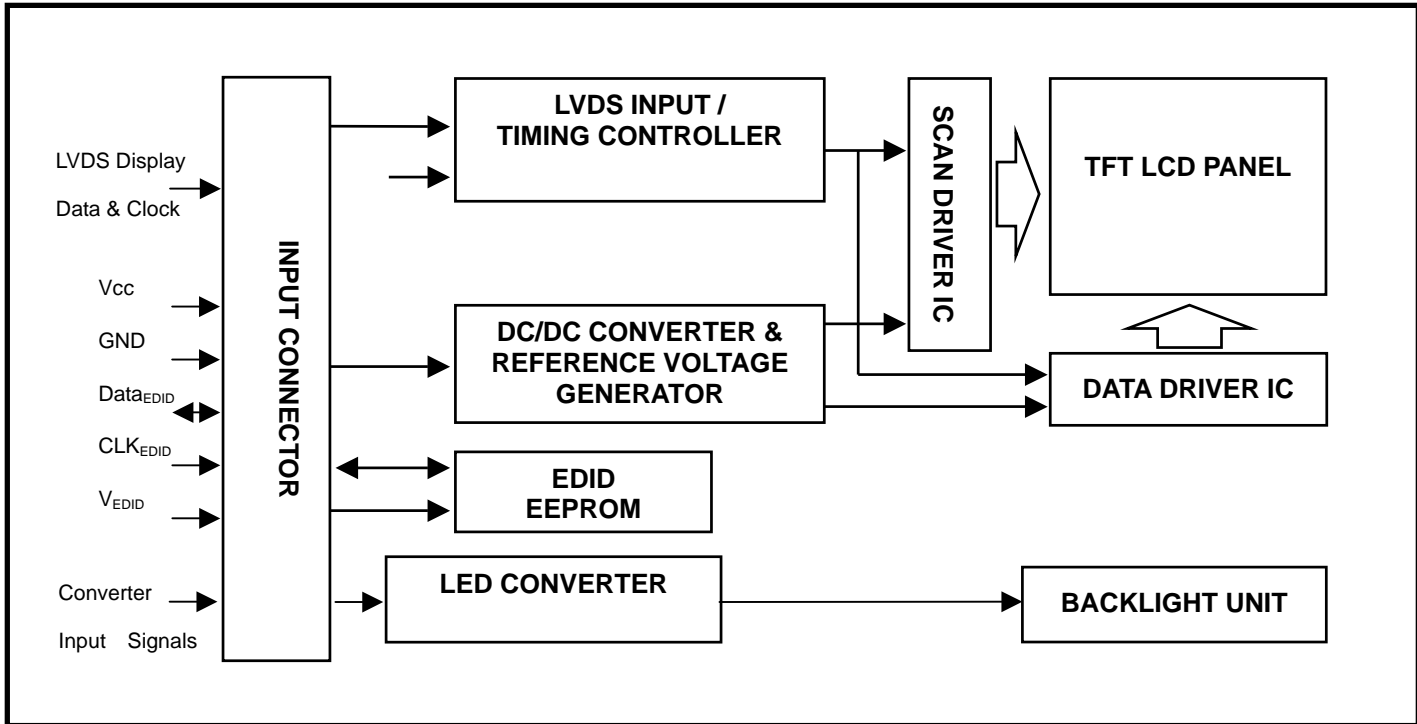 LVDS Display
Data & Clock
Vcc
GND
DataEDID
CLKEDID
VEDID
Converter
Input Signals
INPUT CONNECTOR
LVDS INPUT /
TIMING CONTROLLER
DC/DC CONVERTER &
REFERENCE VOLTAGE
GENERATOR
EDID
EEPROM
LED CONVERTER
SCAN DRIVER IC
TFT LCD PANEL
DATA DRIVER IC
BACKLIGHT UNIT